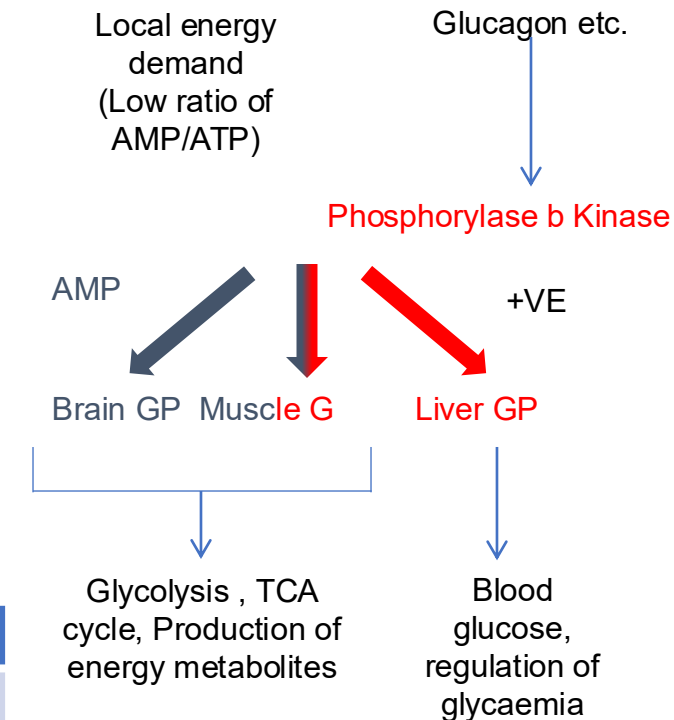 Local energy
demand
(Low ratio of
AMP/ATP)
Glucagon etc.
Phosphorylase b Kinase
AMP
+VE
Brain GP
Muscle G
Liver GP
Glycolysis , TCA
cycle, Production of
energy metabolites
Blood
glucose,
regulation of
glycaemia